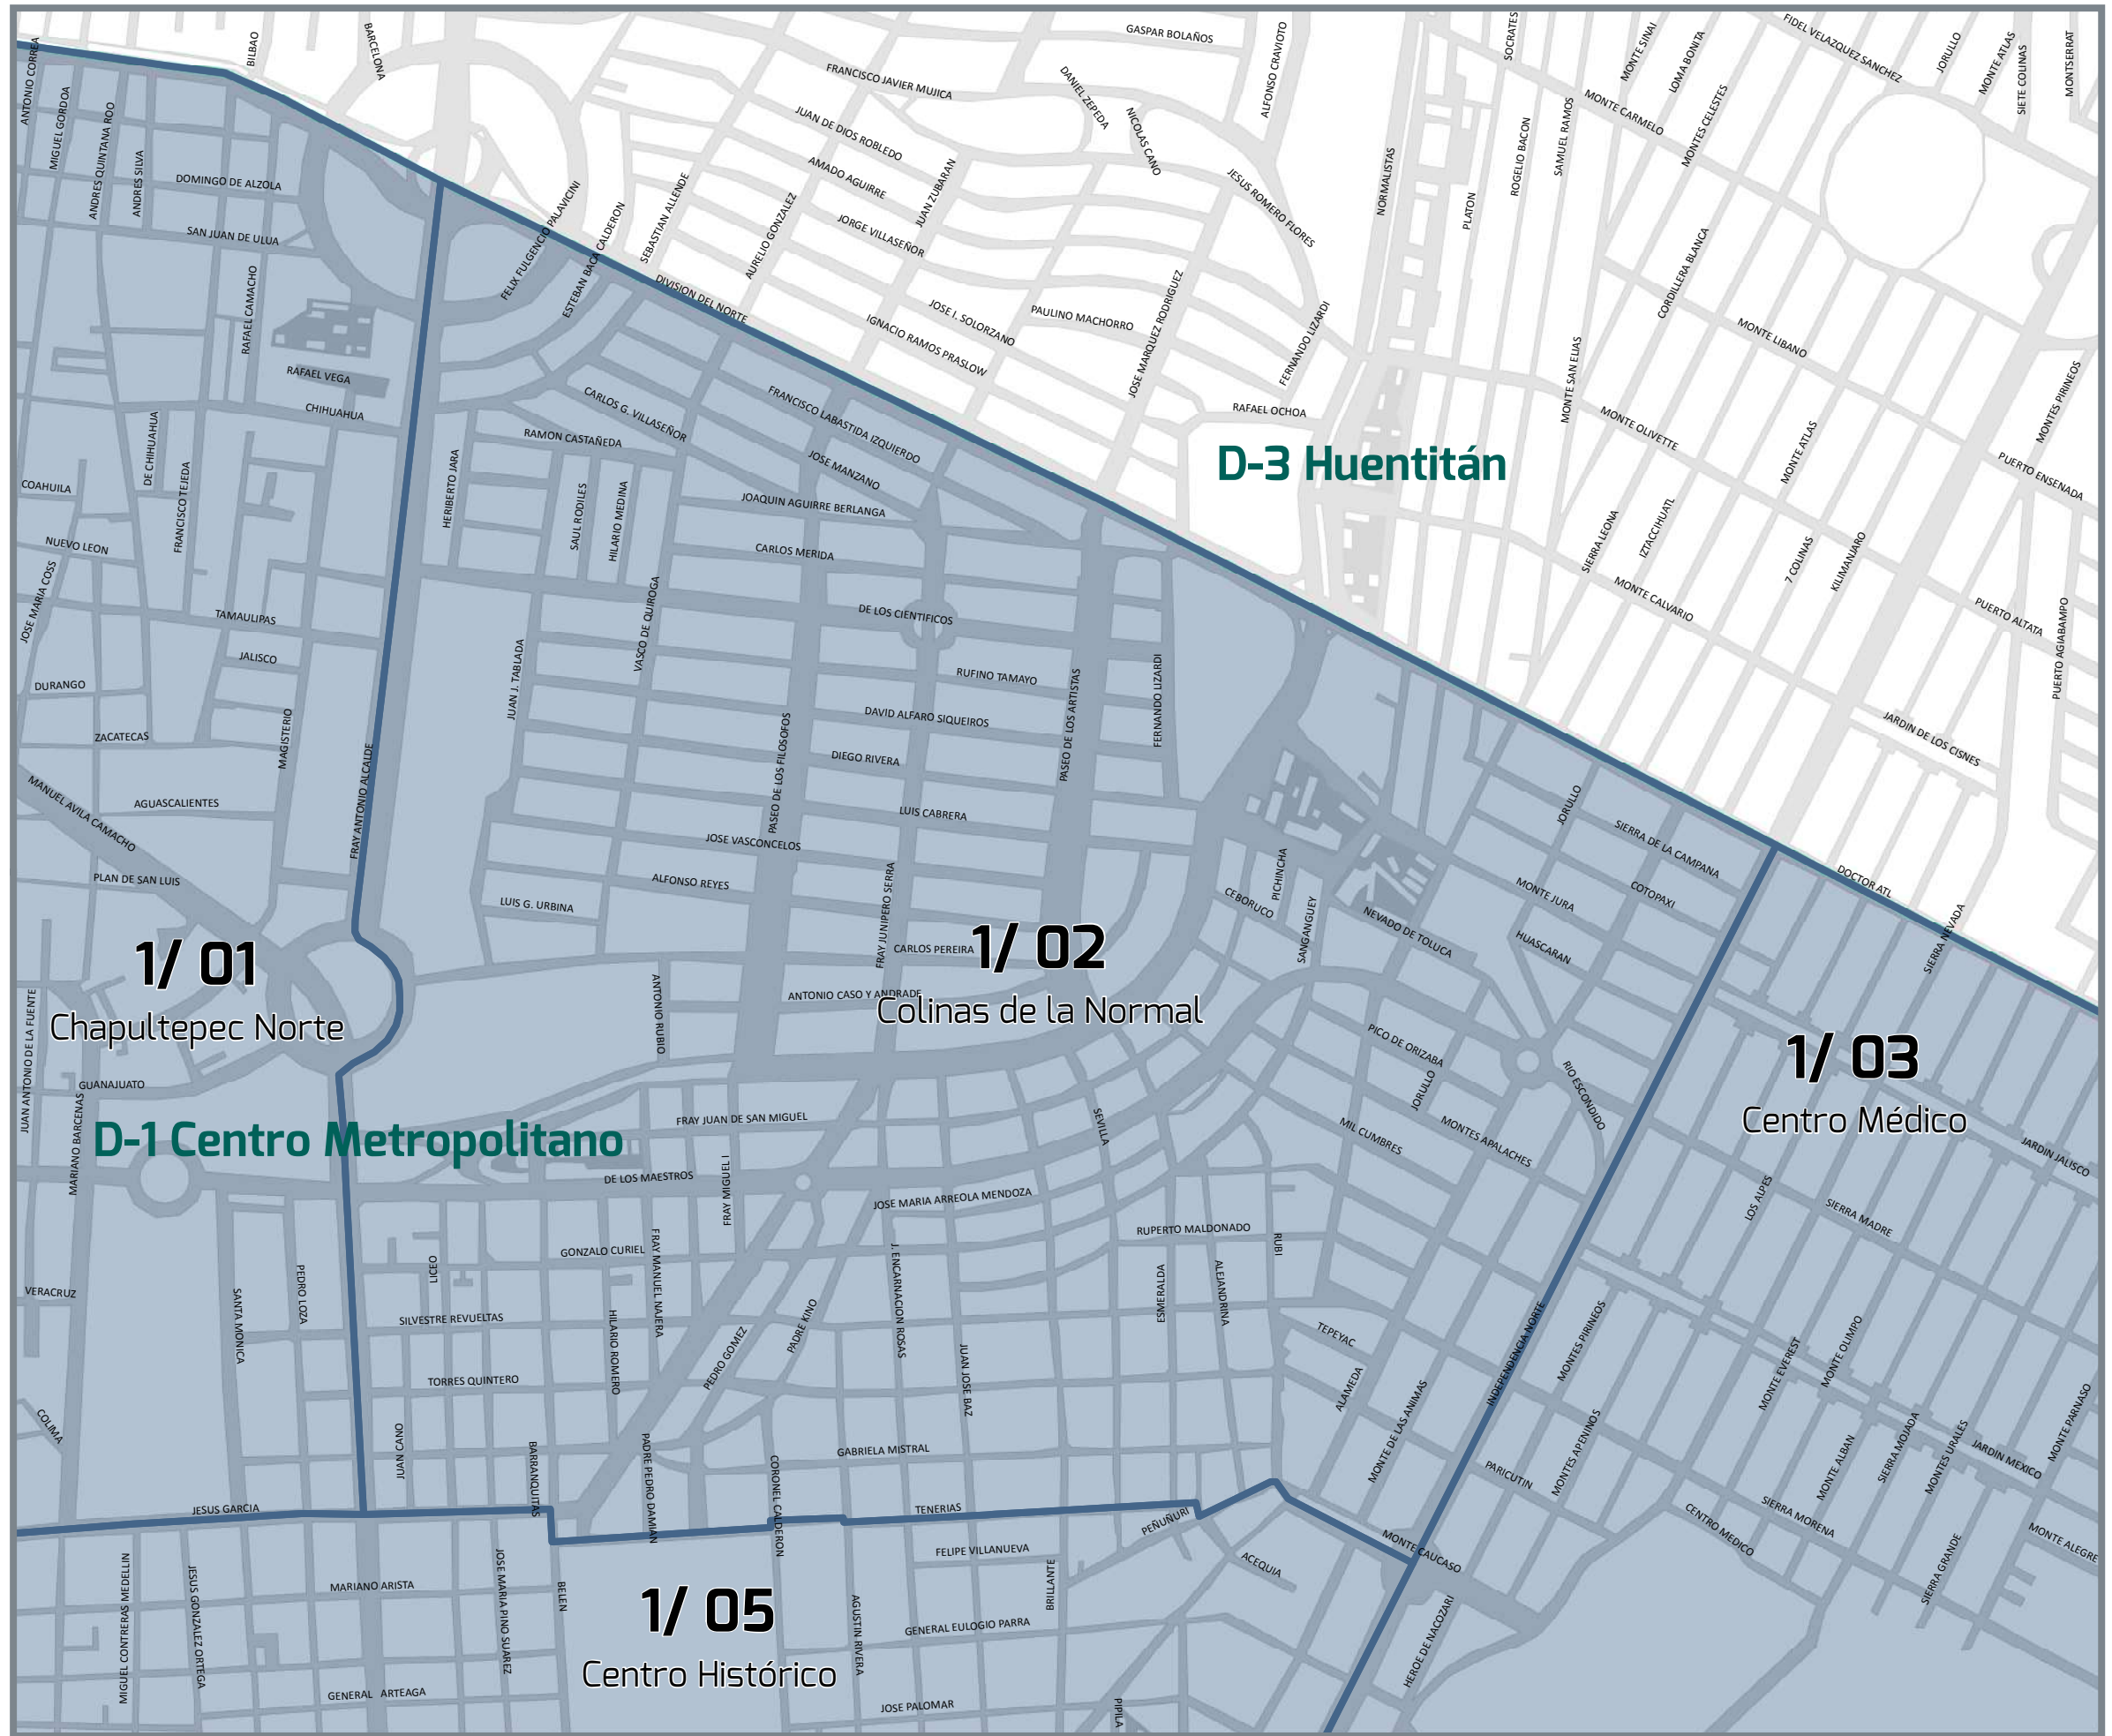 ANTONIO CORREA
BILBAO
BARCELONA
GASPAR BOLAÑOS
ALFONSO CRAVIOTO
SOCRATES
MONTE SINAI
LOMA BONITA
FIDEL VELAZQUEZ SANCHEZ
JORULLO
MONTE ATLAS
SIETE COLINAS
MONTSERRAT
MIGUEL GORDOA
ANDRES QUINTANA ROO
ANDRES SILVA
FRANCISCO JAVIER MUJICA
DANIEL ZEPEDA
NICOLAS CANO
JUAN DE DIOS ROBLEDO
AMADO AGUIRRE
JUAN ZUBARAN
JORGE VILLASEÑOR
JESUS ROMERO FLORES
NORMALISTAS
PLATON
ROGELIO BACON
SAMUEL RAMOS
MONTE CARMELO
MONTES CELESTES
DOMINGO DE ALZOLA
SAN JUAN DE ULUA
RAFAEL CAMACHO
FELIX FULGENCIO PALAVICINI
ESTEBAN BACA CALDERON
SEBASTIAN ALLENDE
AURELIO GONZALEZ
DIVISION DEL NORTE
IGNACIO RAMOS PRASLOW
JOSE I. SOLORZANO
PAULINO MACHORRO
JOSE MARQUEZ RODRIGUEZ
FERNANDO LIZARDI
RAFAEL OCHOA
CORDILLERA BLANCA
MONTE LIBANO
MONTE SAN ELIAS
MONTE OLIVETTE
MONTE ATLAS
MONTES PIRINEOS
PUERTO ENSENADA
D-3 Huentitán
RAFAEL VEGA
CHIHUAHUA
DE CHIHUAHUA
FRANCISCO TEJEDA
COAHUILA
NUEVO LEON
JOSE MARIA COSS
TAMAULIPAS
JALISCO
DURANGO
ZACATECAS
MAGISTERIO
AGUASCALIENTES
MANUEL AVILA CAMACHO
PLAN DE SAN LUIS
FRAY ANTONIO ALCALDE
HERIBERTO JARA
RAMON CASTAÑEDA
CARLOS G. VILLASEÑOR
FRANCISCO LABASTIDA IZQUIERDO
JOSE MANZANO
JOAQUIN AGUIRRE BERLANGA
SAUL RODILES
HILARIO MEDINA
CARLOS MERIDA
VASCO DE QUIROGA
DE LOS CIENTIFICOS
JUAN J. TABLADA
RUFINO TAMAYO
DAVID ALFARO SIQUEIROS
DIEGO RIVERA
PASEO DE LOS FILOSOFOS
PASEO DE LOS ARTISTAS
FERNANDO LIZARDI
LUIS CABRERA
JOSE VASCONCELOS
ALFONSO REYES
LUIS G. URBINA
FRAY JUNIPERO SERRA
CARLOS PEREIRA
ANTONIO CASO Y ANDRADE
ANTONIO RUBIO
SIERRA LEONA
IZTACCIHUATL
7 COLINAS
KILIMANJARO
MONTE CALVARIO
PUERTO ALTATA
PUERTO AGIABAMPO
JARDIN DE LOS CISNES
JORULLO
SIERRA DE LA CAMPANA
COTOPAXI
MONTE JURA
HUASCARAN
DOCTOR ATL
SIERRA NEVADA
PICHINCHA
CEBORUCO
SANGANGUEY
NEVADO DE TOLUCA
1/ 01
Chapultepec Norte
1/ 02
Colinas de la Normal
1/ 03
Centro Médico
JUAN ANTONIO DE LA FUENTE
GUANAJUATO
MARIANO BARCENAS
D-1 Centro Metropolitano
FRAY JUAN DE SAN MIGUEL
DE LOS MAESTROS
FRAY MIGUEL I
JOSE MARIA ARREOLA MENDOZA
SEVILLA
PICO DE ORIZABA
JORULLO
MONTES APALACHES
MIL CUMBRES
RIO ESCONDIDO
JARDIN JALISCO
LOS ALPES
SIERRA MADRE
RUPERTO MALDONADO
RUBI
ESMERALDA
ALEJANDRINA
GONZALO CURIEL
FRAY MANUEL NAJERA
LICEO
PEDRO LOZA
SANTA MONICA
VERACRUZ
COLIMA
SILVESTRE REVUELTAS
HILARIO ROMERO
PEDRO GOMEZ
PADRE KINO
J. ENCARNACION ROSAS
JUAN JOSE BAZ
TORRES QUINTERO
TEPEYAC
ALAMEDA
MONTE DE LAS ANIMAS
INDEPENDENCIA NORTE
MONTES PIRINEOS
MONTE EVEREST
MONTE OLIMPO
MONTE PARNASO
JUAN CANO
BARRANQUITAS
PADRE PEDRO DAMIAN
CORONEL CALDERON
GABRIELA MISTRAL
MONTES APENINOS
PARICUTIN
MONTE ALBAN
SIERRA MOJADA
MONTES URALES
JARDIN MEXICO
SIERRA MORENA
CENTRO MEDICO
MONTE ALEGRE
SIERRA GRANDE
JESUS GARCIA
TENERIAS
PEÑUÑURI
MONTE CAUCASO
FELIPE VILLANUEVA
ACEQUIA
BRILLANTE
MIGUEL CONTRERAS MEDELLIN
JESUS GONZALEZ ORTEGA
MARIANO ARISTA
JOSE MARIA PINO SUAREZ
BELEN
1/ 05
Centro Histórico
AGUSTIN RIVERA
GENERAL EULOGIO PARRA
HEROE DE NACOZARI
GENERAL ARTEAGA
JOSE PALOMAR
PIPILA